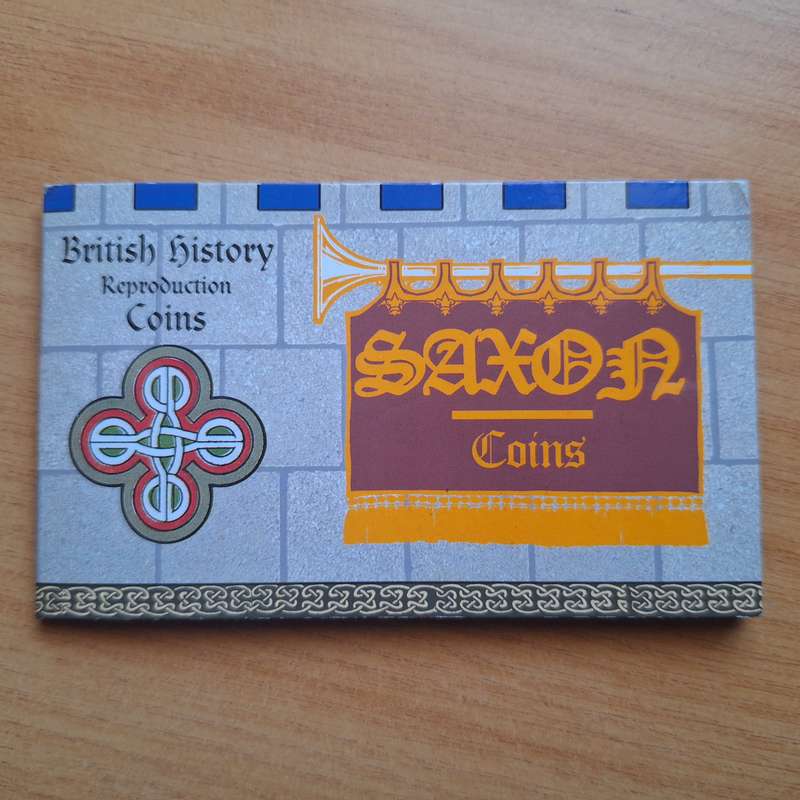 British History
Reproduction
Coins
SAXON
Coins